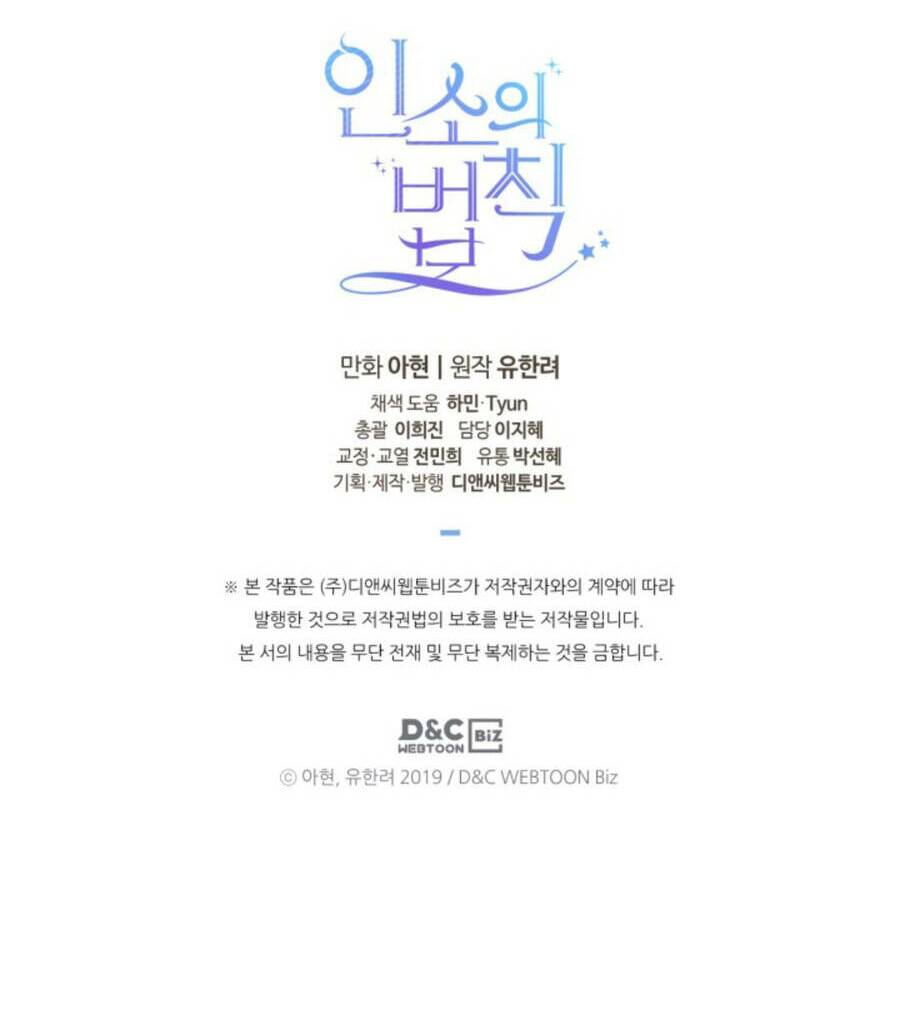 인소의
법칙
만화 아현 | 원작 유한려
채색 도움 하민·Tyun
총괄 이희진 담당 이지혜
교정·교열 전민희 유통 박선혜
기획·제작·발행 디앤씨웹툰비즈
※ 본 작품은 (주)디앤씨웹툰비즈가 저작권자와의 계약에 따라
발행한 것으로 저작권법의 보호를 받는 저작물입니다.
본 서의 내용을 무단 전재 및 무단 복제하는 것을 금합니다.
D&C
WEBTOON BiZ
ⓒ 아현, 유한려 2019 / D&C WEBTOON Biz